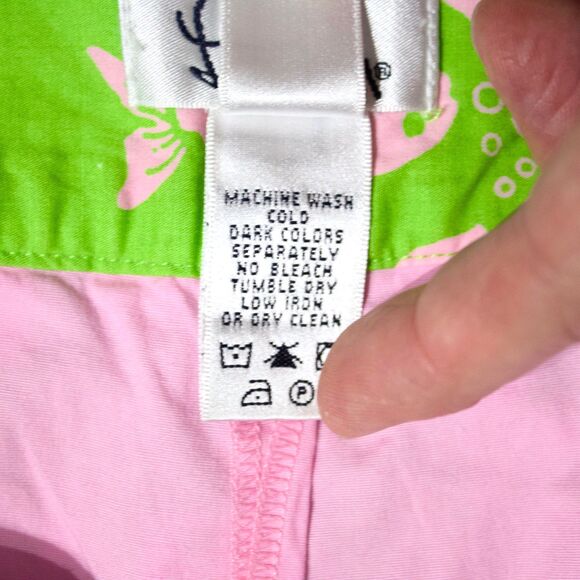 ®
MACHINE WASH
COLD
DARK COLORS
SEPARATELY
NO BLEACH
TUMBLE DRY
LOW IRON
OR DRY CLEAN
P